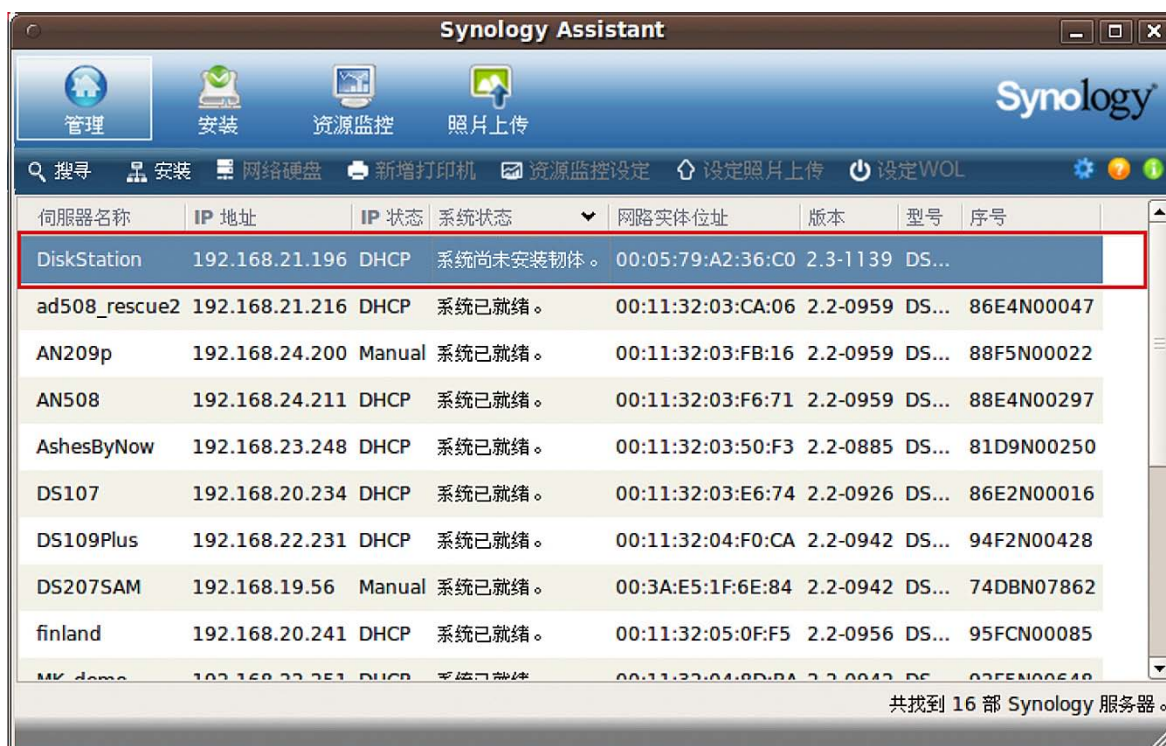 Synology Assistant
管理 安装 资源监控 照片上传 Synology
搜寻 安装 网络硬盘 新增打印机 资源监控设定 设定照片上传 设定WOL
伺服器名称 IP 地址 IP 状态 系统状态 网路实体位址 版本 型号 序号
DiskStation 192.168.21.196 DHCP 系统尚未安装韧体。 00:05:79:A2:36:C0 2.3-1139 DS...
ad508_rescue2 192.168.21.216 DHCP 系统已就绪。 00:11:32:03:CA:06 2.2-0959 DS... 86E4N00047
AN209p 192.168.24.200 Manual 系统已就绪。 00:11:32:03:FB:16 2.2-0959 DS... 88F5N00022
AN508 192.168.24.211 DHCP 系统已就绪。 00:11:32:03:F6:71 2.2-0959 DS... 88E4N00297
AshesByNow 192.168.23.248 DHCP 系统已就绪。 00:11:32:03:50:F3 2.2-0885 DS... 81D9N00250
DS107 192.168.20.234 DHCP 系统已就绪。 00:11:32:03:E6:74 2.2-0926 DS... 86E2N00016
DS109Plus 192.168.22.231 DHCP 系统已就绪。 00:11:32:04:F0:CA 2.2-0942 DS... 94F2N00428
DS207SAM 192.168.19.56 Manual 系统已就绪。 00:3A:E5:1F:6E:84 2.2-0942 DS... 74DBN07862
finland 192.168.20.241 DHCP 系统已就绪。 00:11:32:05:0F:F5 2.2-0956 DS... 95FCN00085
共找到 16 部 Synology 服务器。